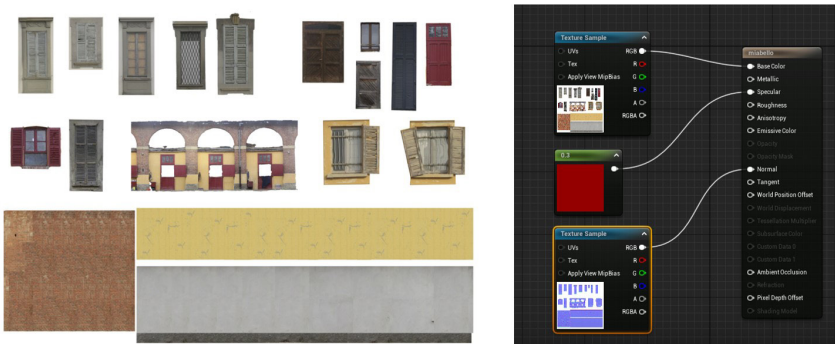 Texture Sample
UVs
RGB
Tex
R
Apply View MipBias
G
B
A
RGBA
0.3
Texture Sample
UVs
RGB
Tex
R
Apply View MipBias
G
B
A
RGBA
miabello
Base Color
Metallic
Specular
Roughness
Anisotropy
Emissive Color
Opacity
Opacity Mask
Normal
Tangent
World Position Offset
World Displacement
Tessellation Multiplier
Subsurface Color
Custom Data 0
Custom Data 1
Ambient Occlusion
Refraction
Pixel Depth Offset
Shading Model